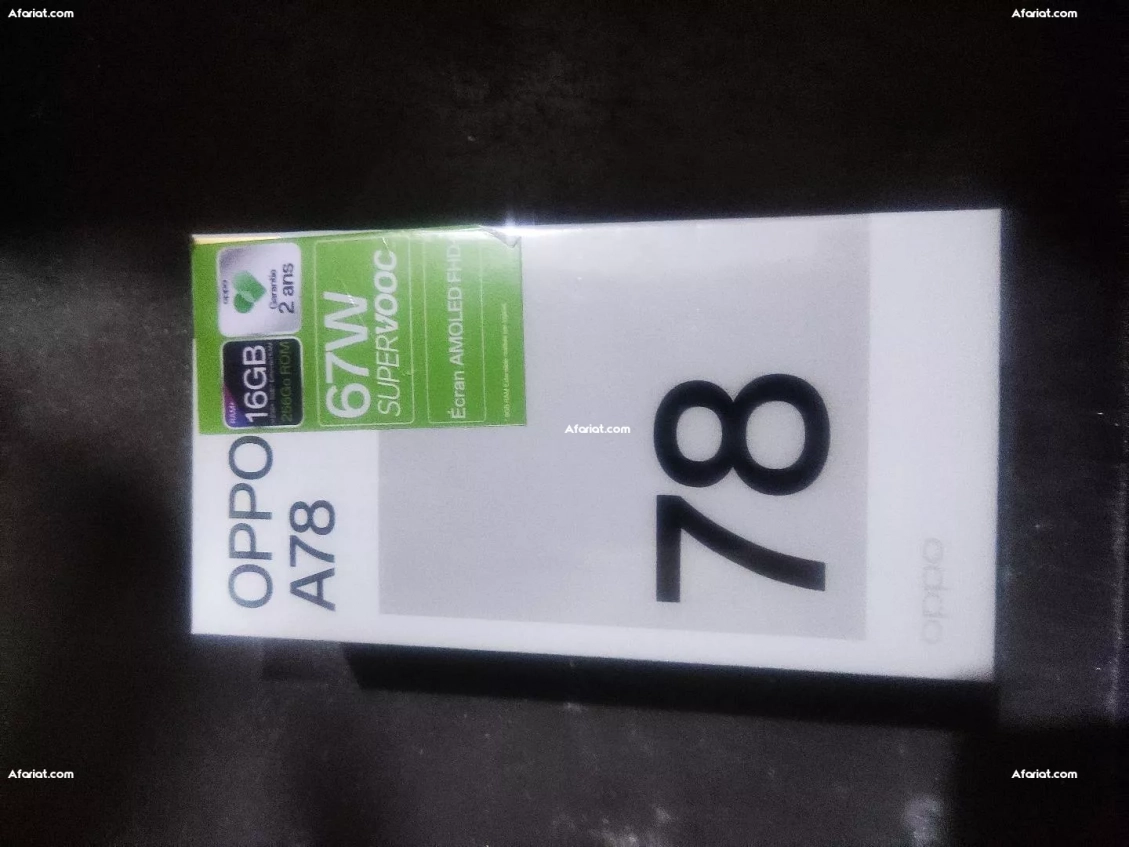 Afariat.com
Afariat.com
OPPO
A78
oppo
Garantie
2 ans
RAM+
16GB
256Go ROM
67W
SUPERVOOC
Écran AMOLED FHD+
Afariat.com
78
oppo
Afariat.com
Afariat.com